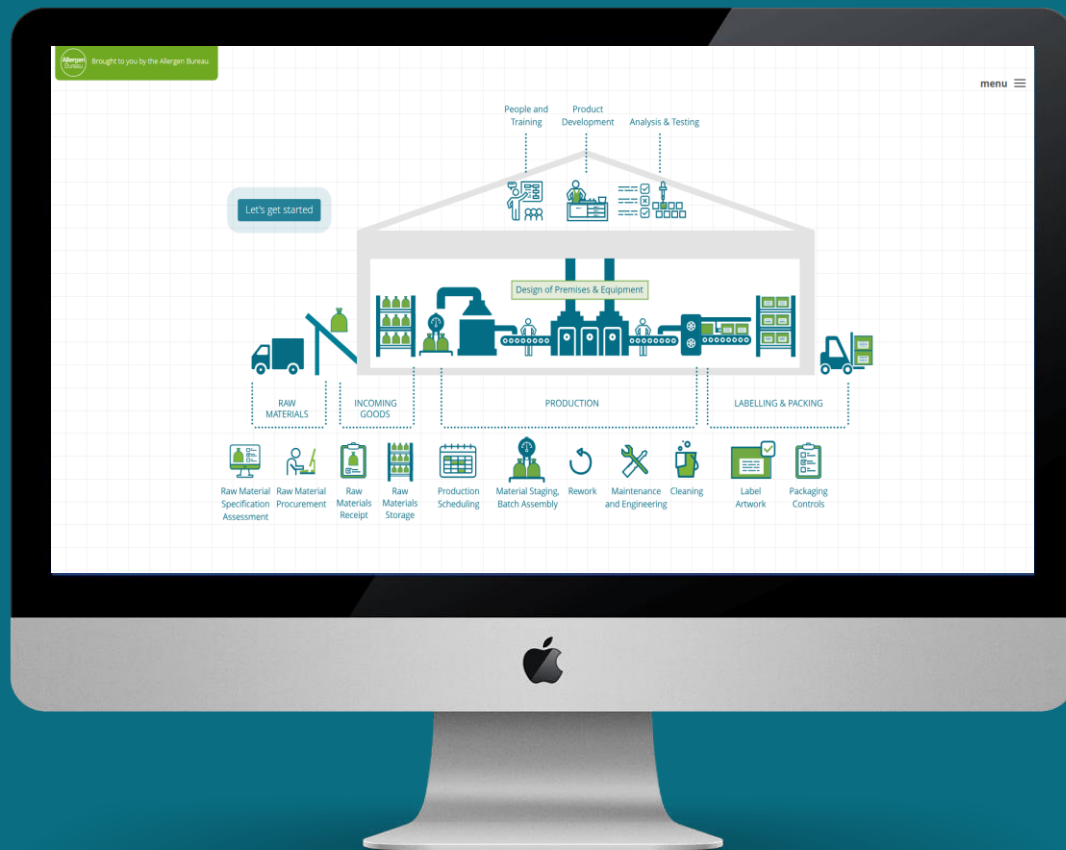 Allergen
Bureau
Brought to you by the Allergen Bureau
menu
People and
Training
Product
Development
Analysis & Testing
Let's get started
Design of Premises & Equipment
RAW
MATERIALS
INCOMING
GOODS
PRODUCTION
LABELLING & PACKING
Raw Material
Specification
Assessment
Raw Material
Procurement
Raw
Materials
Receipt
Raw
Materials
Storage
Production
Scheduling
Material Staging,
Batch Assembly
Rework
Maintenance
and Engineering
Cleaning
Label
Artwork
Packaging
Controls